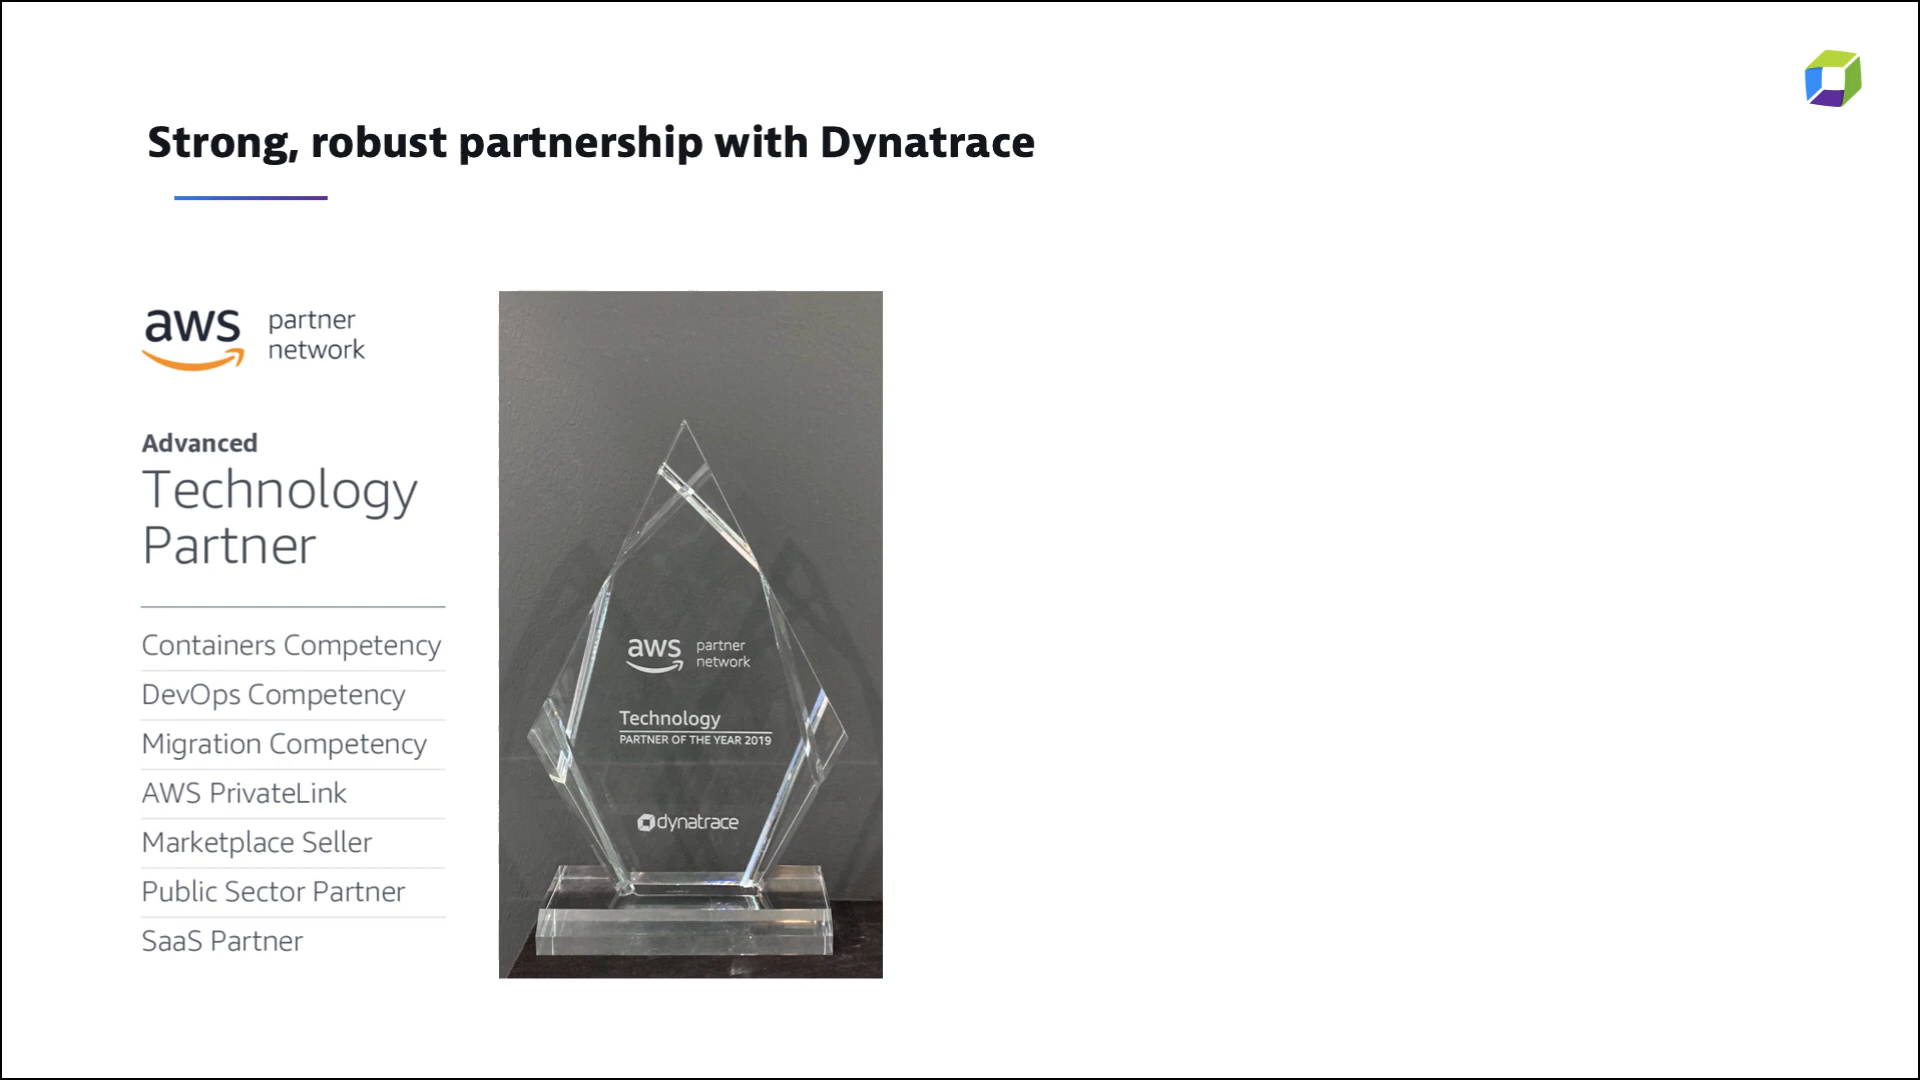 Strong, robust partnership with Dynatrace
aws partner
network
Advanced
Technology
Partner
Containers Competency
DevOps Competency
Migration Competency
AWS PrivateLink
Marketplace Seller
Public Sector Partner
SaaS Partner
aws partner
network
Technology
PARTNER OF THE YEAR 2019
dynatrace